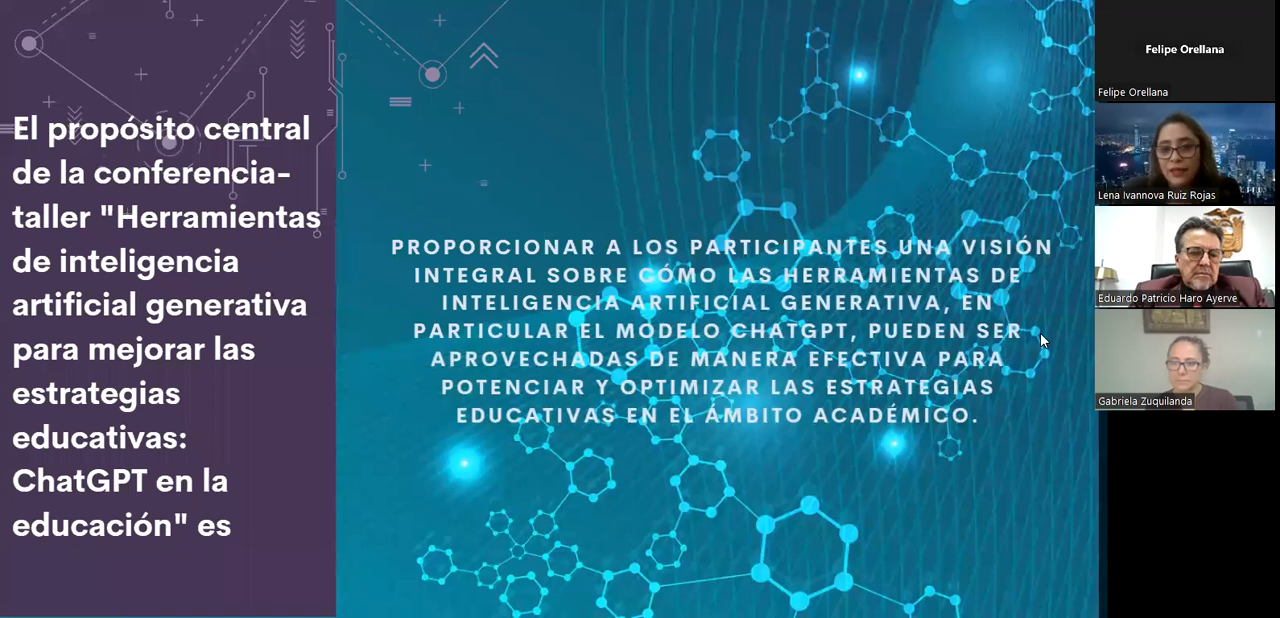 El propósito central
de la conferencia-
taller "Herramientas
de inteligencia
artificial generativa
para mejorar las
estrategias
educativas:
ChatGPT en la
educación" es
PROPORCIONAR A LOS PARTICIPANTES UNA VISIÓN
INTEGRAL SOBRE CÓMO LAS HERRAMIENTAS DE
INTELIGENCIA ARTIFICIAL GENERATIVA, EN
PARTICULAR EL MODELO CHATGPT, PUEDEN SER
APROVECHADAS DE MANERA EFECTIVA PARA
POTENCIAR Y OPTIMIZAR LAS ESTRATEGIAS
EDUCATIVAS EN EL ÁMBITO ACADÉMICO.
Felipe Orellana
Felipe Orellana
Lena Ivannova Ruiz Rojas
Eduardo Patricio Haro Ayerve
Gabriela Zuquilanda